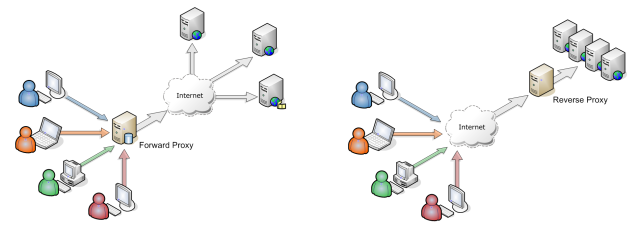 Internet
Forward Proxy
Reverse Proxy
Internet